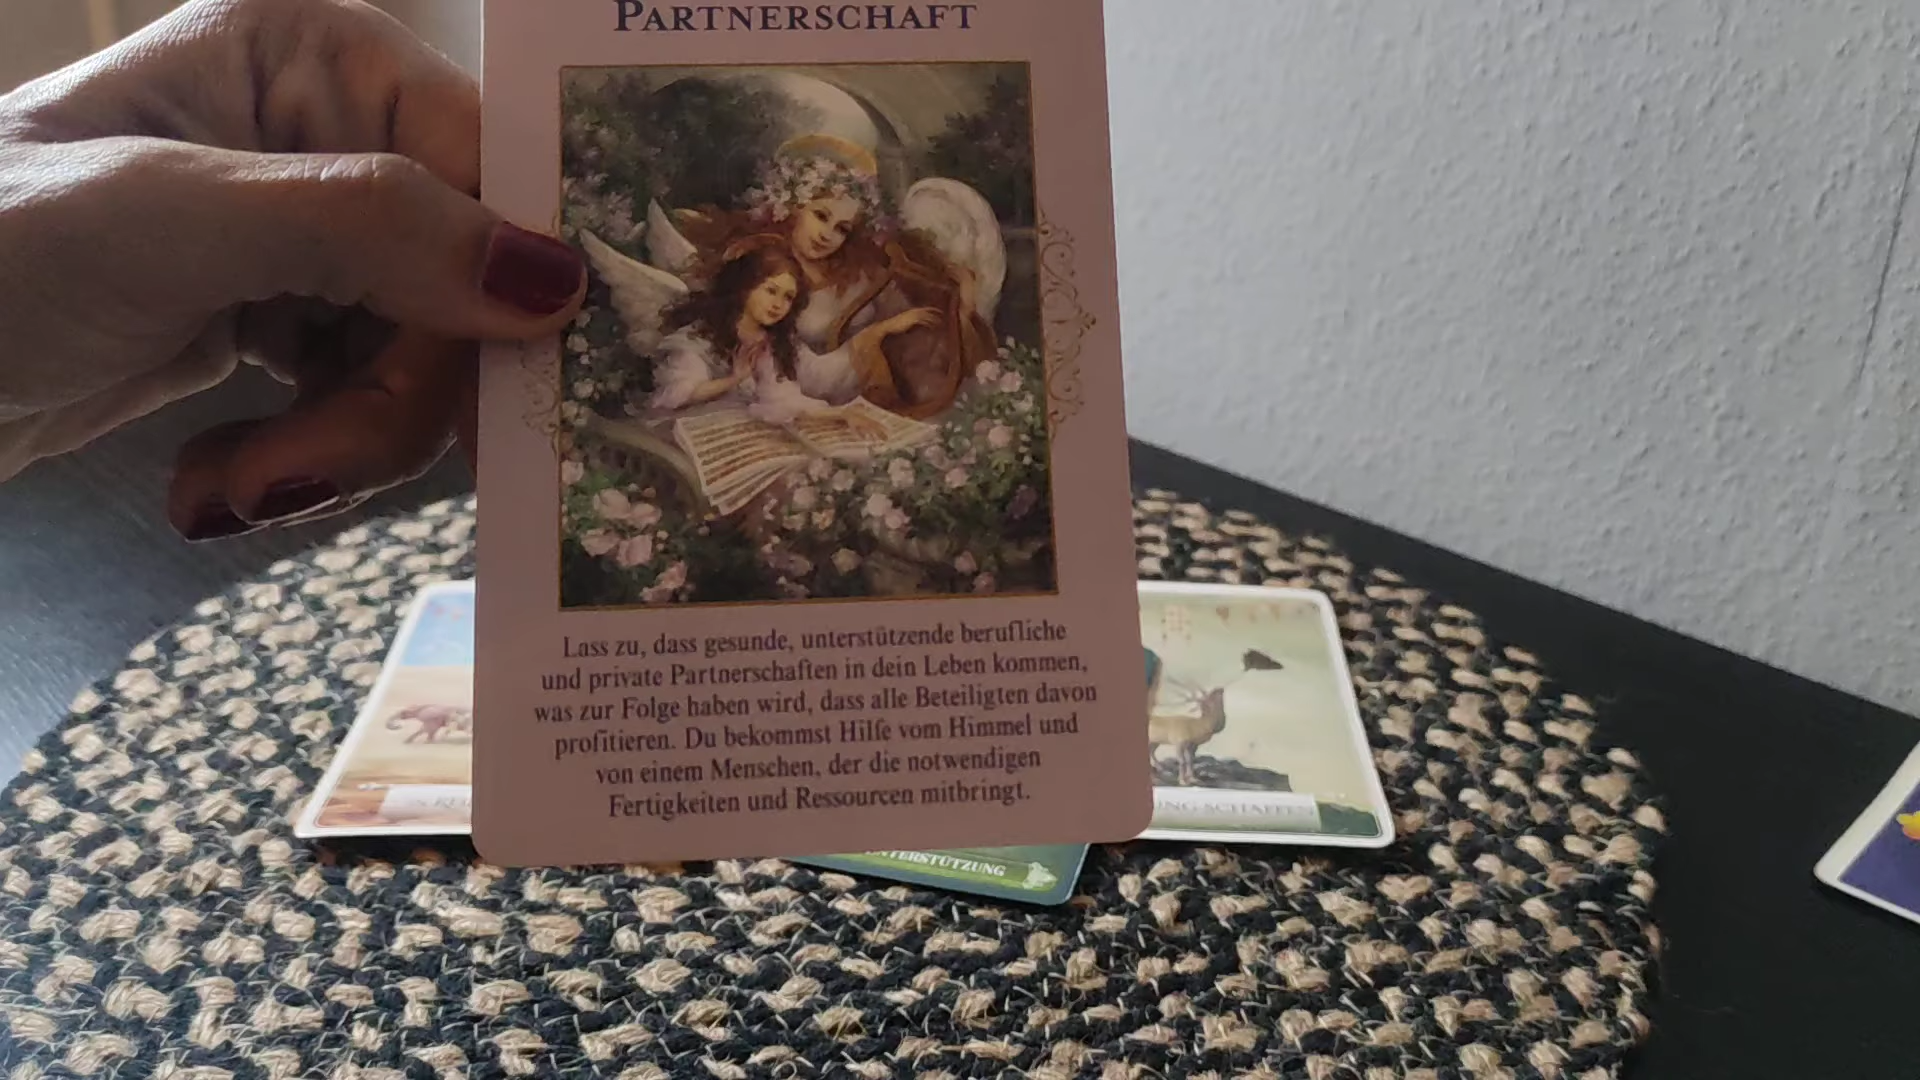 PARTNERSCHAFT
Lass zu, dass gesunde, unterstützende berufliche
und private Partnerschaften in dein Leben kommen,
was zur Folge haben wird, dass alle Beteiligten davon
profitieren. Du bekommst Hilfe vom Himmel und
von einem Menschen, der die notwendigen
Fertigkeiten und Ressourcen mitbringt.
SCHAFFEN
UNTERSTÜTZUNG